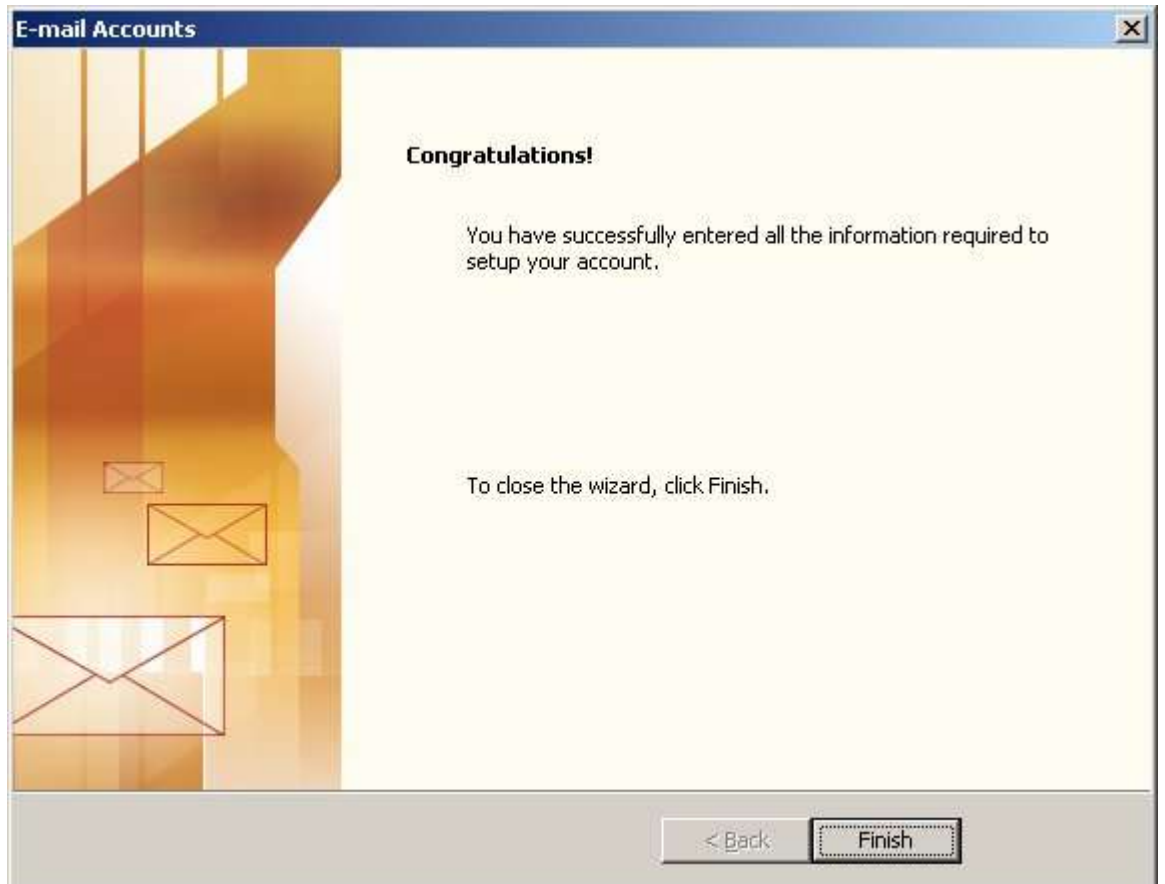 E-mail Accounts
Congratulations!
You have successfully entered all the information required to
setup your account.
To close the wizard, click Finish.
< Back
Finish